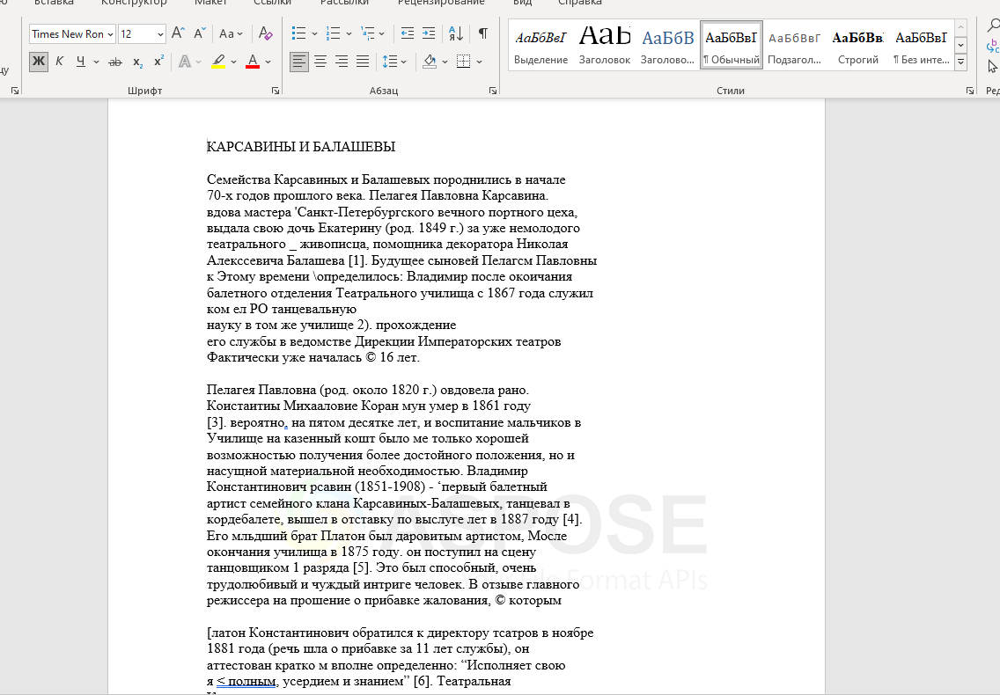 Вставка Конструктор Макет Ссылки Рассылки Рецензирование Вид Справка
Times New Ron 12 Aa
АаБбВвГ АаБ АаБбВ АаБбВвГ АаБбВвГ АаБбВв АаБбВвГ
Ж К Ч ab x₂ x² A A
Выделение Заголовок Заголово... ¶ Обычный Подзагол... Строгий ¶ Без инте...
Шрифт Абзац Стили Ред
КАРСАВИНЫ И БАЛАШЕВЫ
Семейства Карсавиных и Балашевых породнились в начале
70-х годов прошлого века. Пелагея Павловна Карсавина.
вдова мастера 'Санкт-Петербургского вечного портного цеха,
выдала свою дочь Екатерину (род. 1849 г.) за уже немолодого
театрального _ живописца, помощника декоратора Николая
Алекссевича Балашева [1]. Будущее сыновей Пелагсм Павловны
к Этому времени \определилось: Владимир после окоичания
балетного отделения Театрального училища с 1867 года служил
ком ел РО танцевальную
науку в том же училище 2). прохождение
его службы в ведомстве Дирекции Императорских театров
Фактически уже началась © 16 лет.
Пелагея Павловна (род. около 1820 г.) овдовела рано.
Коистаитиы Михааловие Коран мун умер в 1861 году
[3]. вероятно, на пятом десятке лет, и воспитание мальчиков в
Училище на казенный кошт было ме только хорошей
возможностью получения более достойного положения, но и
насущной материальной необходимостью. Владимир
Константинович рсавин (1851-1908) - ‘первый балетный
артист семейного клана Карсавиных-Балашевых, танцевал в
кордебалете, вышел в отставку по выслуге лет в 1887 году [4].
Его мльдший брат Платон был даровитым артистом, Мосле
окончания училища в 1875 году. он поступил на сцену
танцовщиком 1 разряда [5]. Это был способный, очень
трудолюбивый и чуждый интриге человек. В отзыве главного
режиссера на прошение о прибавке жалования, © которым
[латон Константинович обратился к директору тсатров в ноябре
1881 года (речь шла о прибавке за 11 лет службы), он
аттестован кратко м вполне определенно: “Исполняет свою
я < полным, усердием и знанием” [6]. Театральная
ASPOSE
File Format APIs